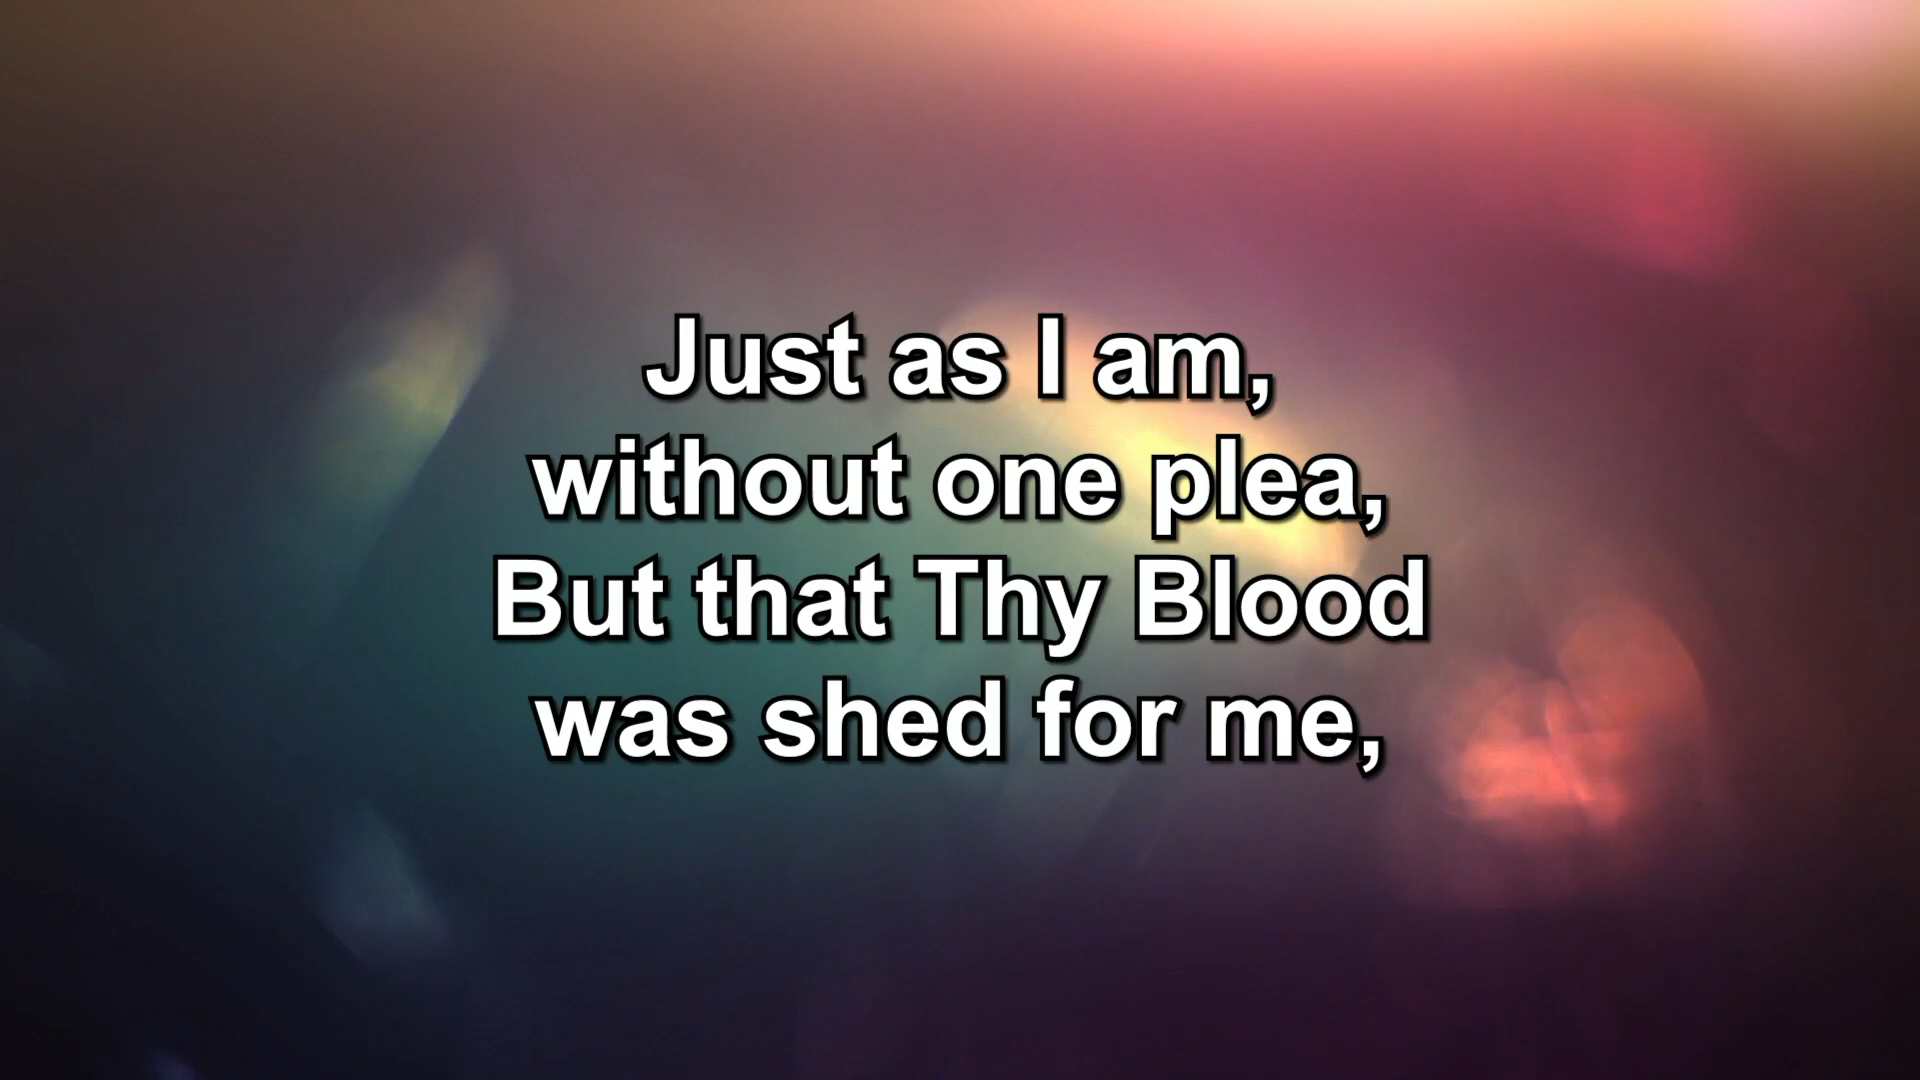 Just as I am,
without one plea,
But that Thy Blood
was shed for me,